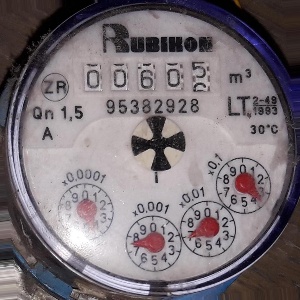 RUBIKON
00605 m³
ZR
95382928
Qn 1,5
LT 2-49 1993
A
30°C
x0.0001
x0.001
x0.01
x0.1